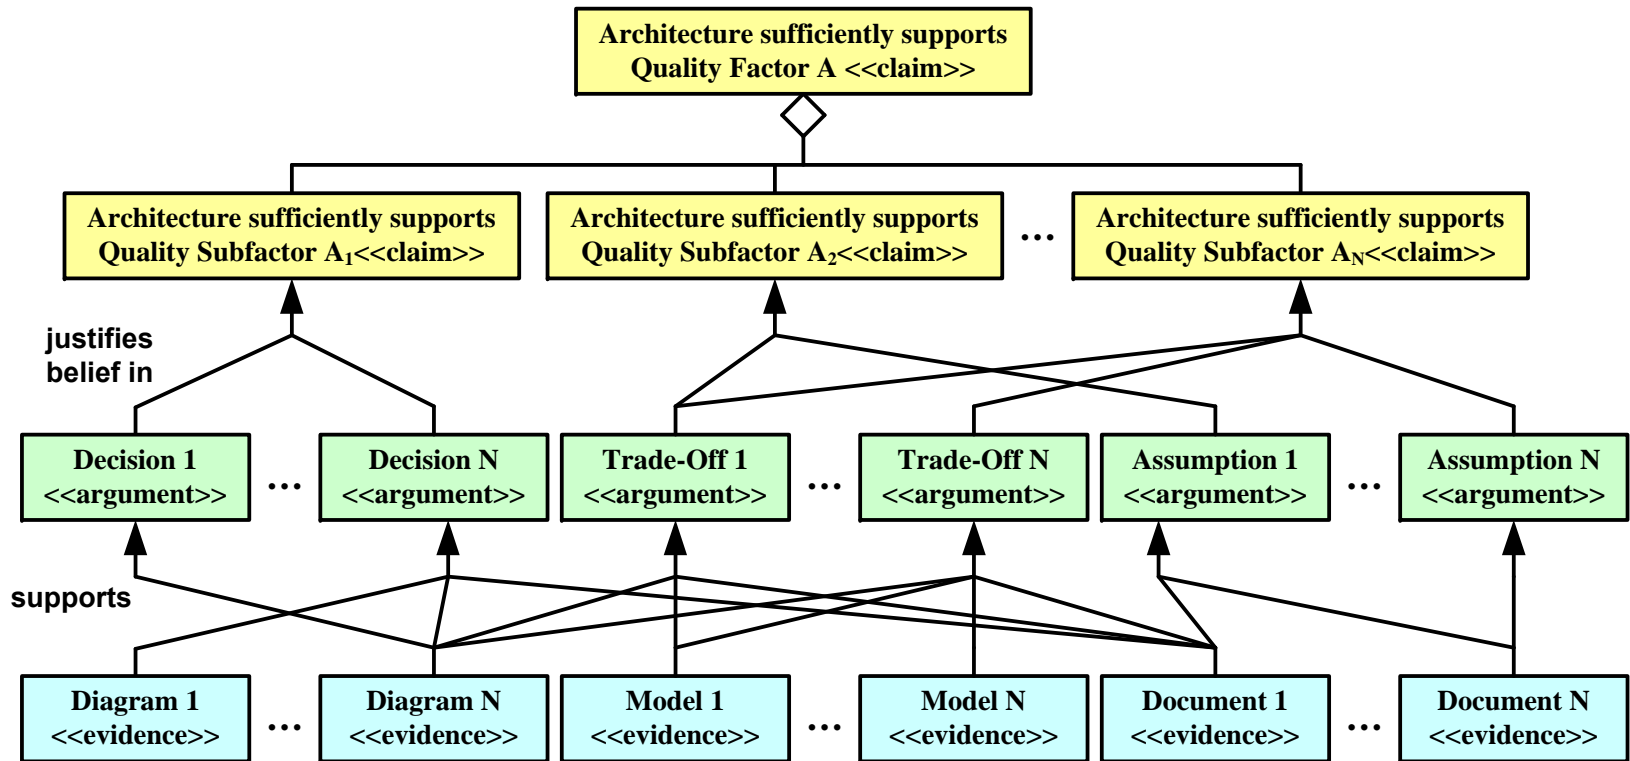 Architecture sufficiently supports
Quality Factor A <<claim>>
Architecture sufficiently supports
Quality Subfactor A₁<<claim>>
Architecture sufficiently supports
Quality Subfactor A₂<<claim>>
...
Architecture sufficiently supports
Quality Subfactor A_N<<claim>>
justifies
belief in
Decision 1
<<argument>>
...
Decision N
<<argument>>
Trade-Off 1
<<argument>>
...
Trade-Off N
<<argument>>
Assumption 1
<<argument>>
...
Assumption N
<<argument>>
supports
Diagram 1
<<evidence>>
...
Diagram N
<<evidence>>
Model 1
<<evidence>>
...
Model N
<<evidence>>
Document 1
<<evidence>>
...
Document N
<<evidence>>